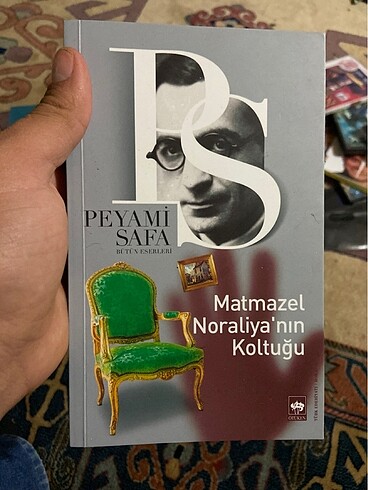 PS
PEYAMİ
SAFA
BÜTÜN ESERLERİ
Matmazel
Noraliya'nın
Koltuğu
ÖTÜKEN